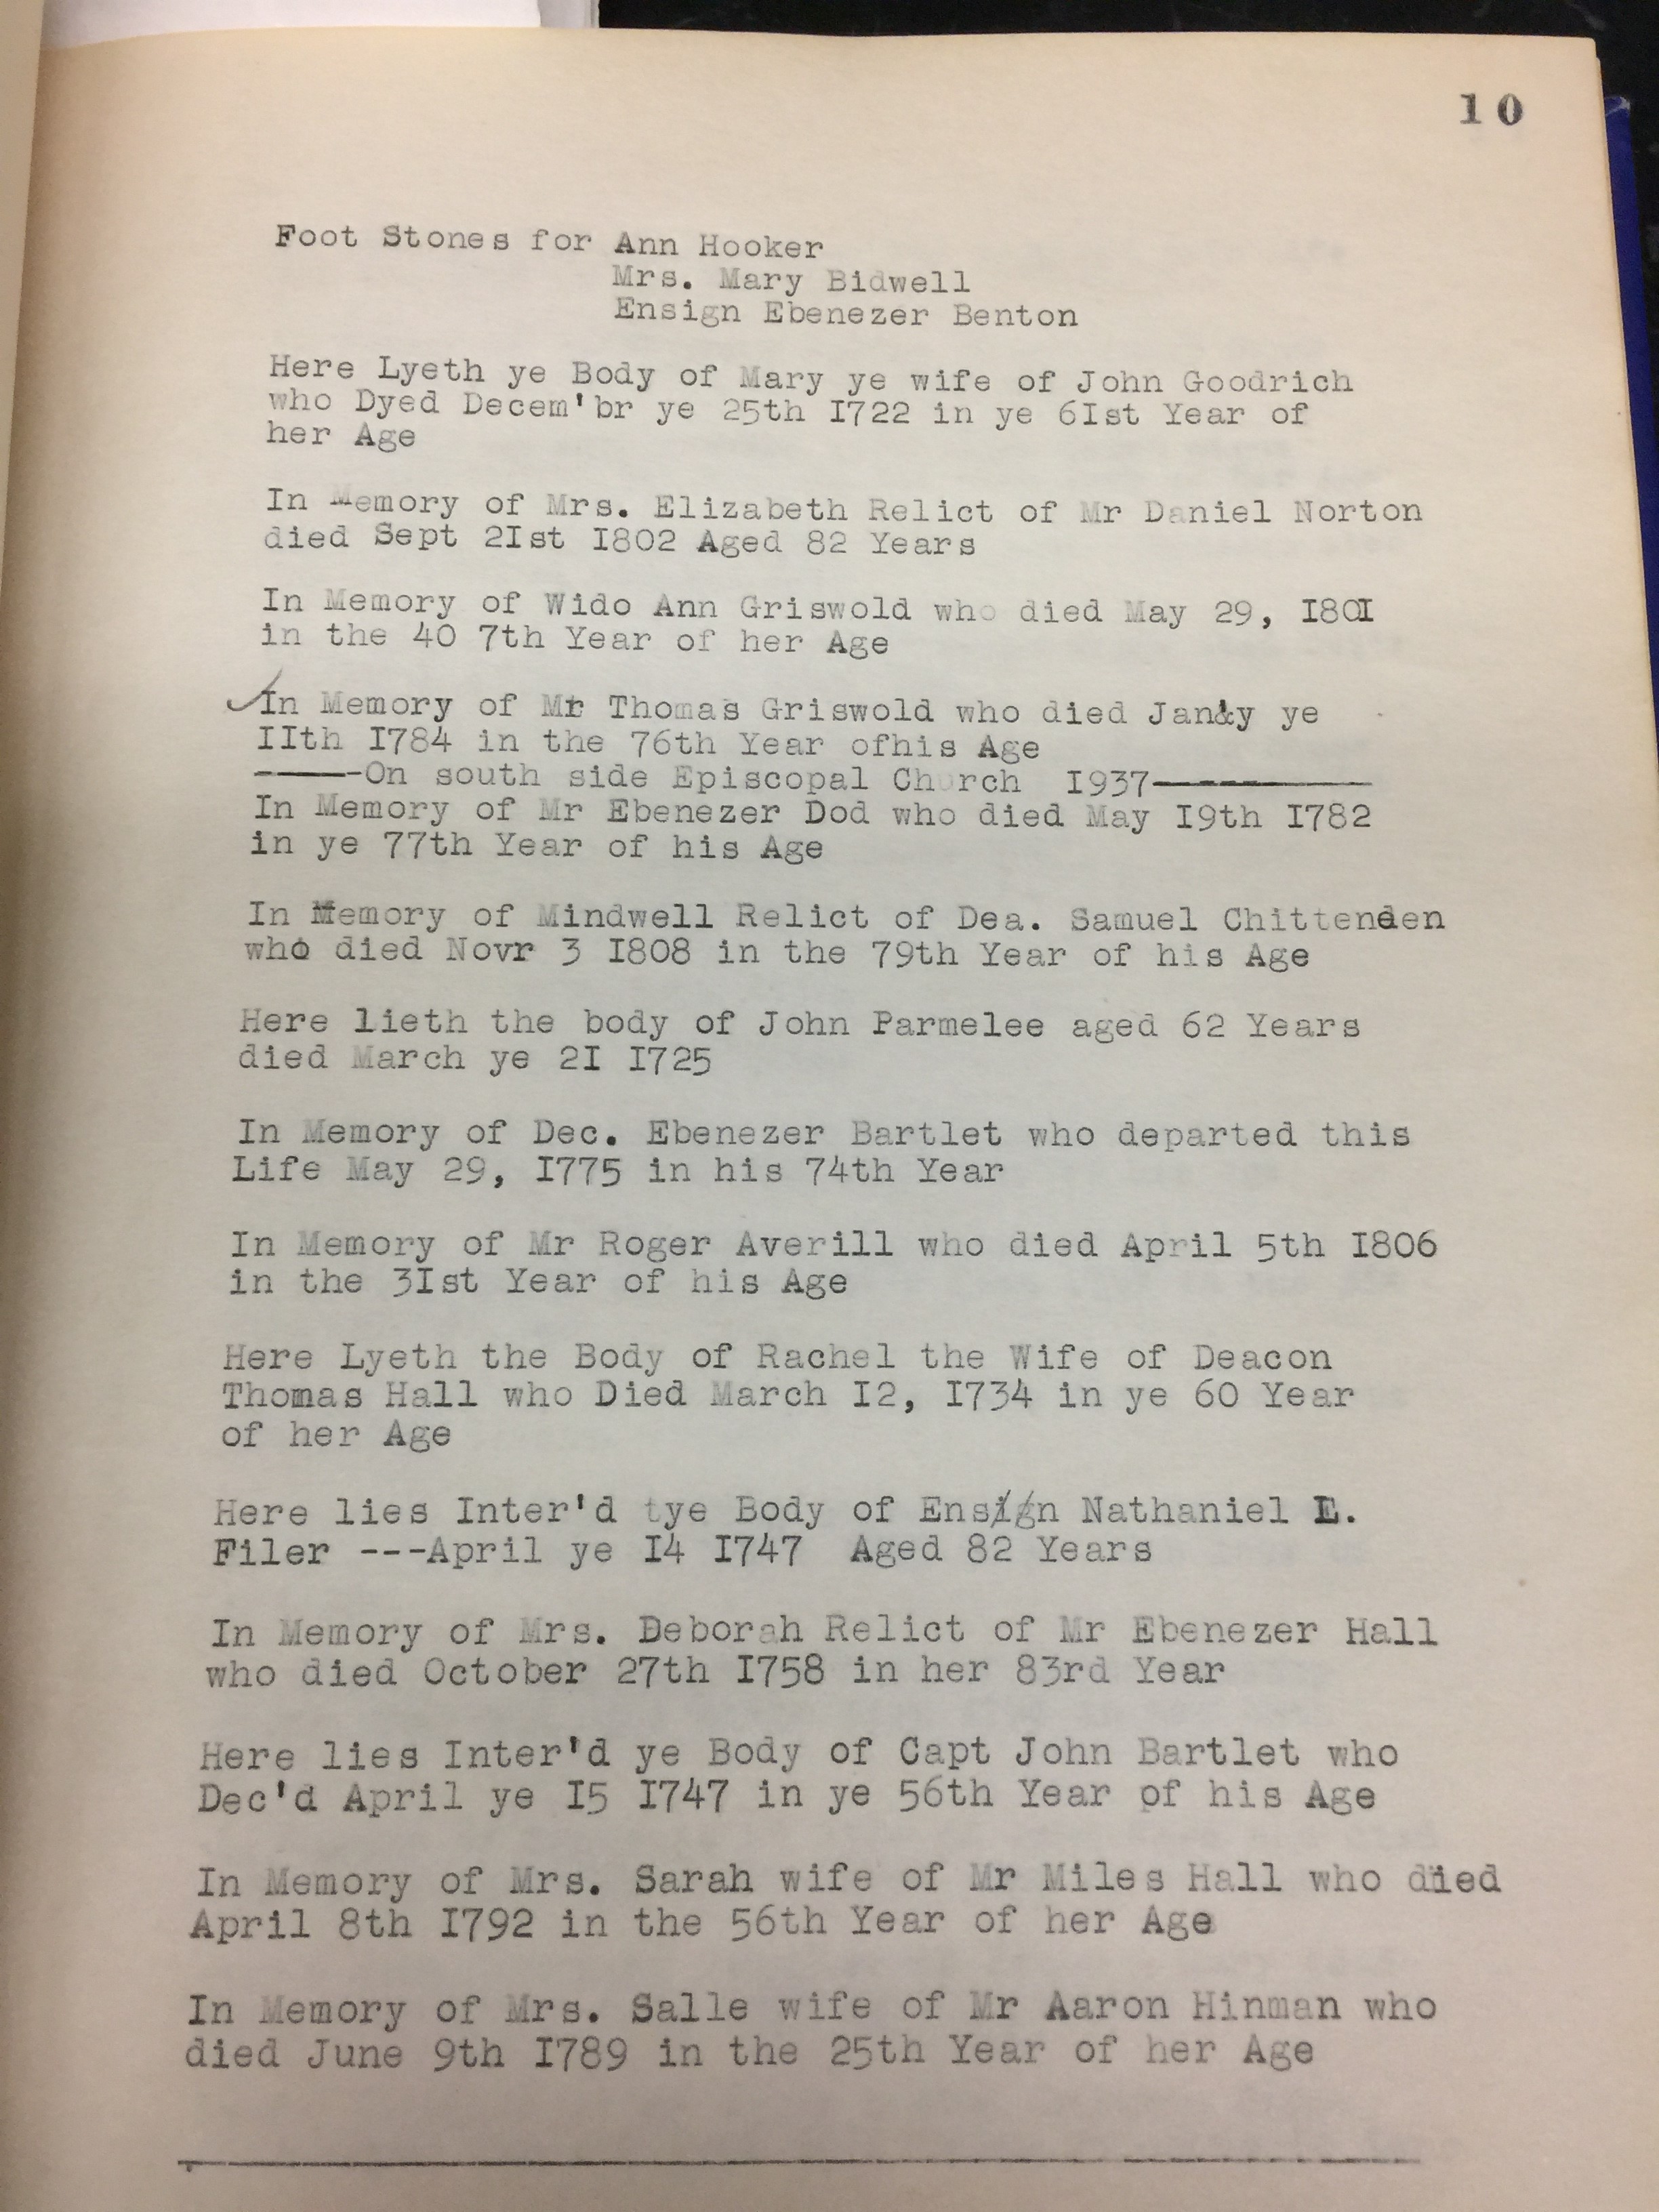 10
Foot Stones for Ann Hooker
Mrs. Mary Bidwell
Ensign Ebenezer Benton
Here Lyeth ye Body of Mary ye wife of John Goodrich
who Dyed Decem'br ye 25th I722 in ye 6Ist Year of
her Age
In Memory of Mrs. Elizabeth Relict of Mr Daniel Norton
died Sept 2Ist I802 Aged 82 Years
In Memory of Wido Ann Griswold who died May 29, I80I
in the 40 7th Year of her Age
In Memory of Mr Thomas Griswold who died Jan&y ye
IIth I784 in the 76th Year ofhis Age
-----On south side Episcopal Church I937----------
In Memory of Mr Ebenezer Dod who died May I9th I782
in ye 77th Year of his Age
In Memory of Mindwell Relict of Dea. Samuel Chittenden
who died Novr 3 I808 in the 79th Year of his Age
Here lieth the body of John Parmelee aged 62 Years
died March ye 2I I725
In Memory of Dec. Ebenezer Bartlet who departed this
Life May 29, I775 in his 74th Year
In Memory of Mr Roger Averill who died April 5th I806
in the 3Ist Year of his Age
Here Lyeth the Body of Rachel the Wife of Deacon
Thomas Hall who Died March I2, I734 in ye 60 Year
of her Age
Here lies Inter'd tye Body of Ensign Nathaniel E.
Filer ---April ye I4 I747 Aged 82 Years
In Memory of Mrs. Deborah Relict of Mr Ebenezer Hall
who died October 27th I758 in her 83rd Year
Here lies Inter'd ye Body of Capt John Bartlet who
Dec'd April ye I5 I747 in ye 56th Year of his Age
In Memory of Mrs. Sarah wife of Mr Miles Hall who died
April 8th I792 in the 56th Year of her Age
In Memory of Mrs. Salle wife of Mr Aaron Hinman who
died June 9th I789 in the 25th Year of her Age